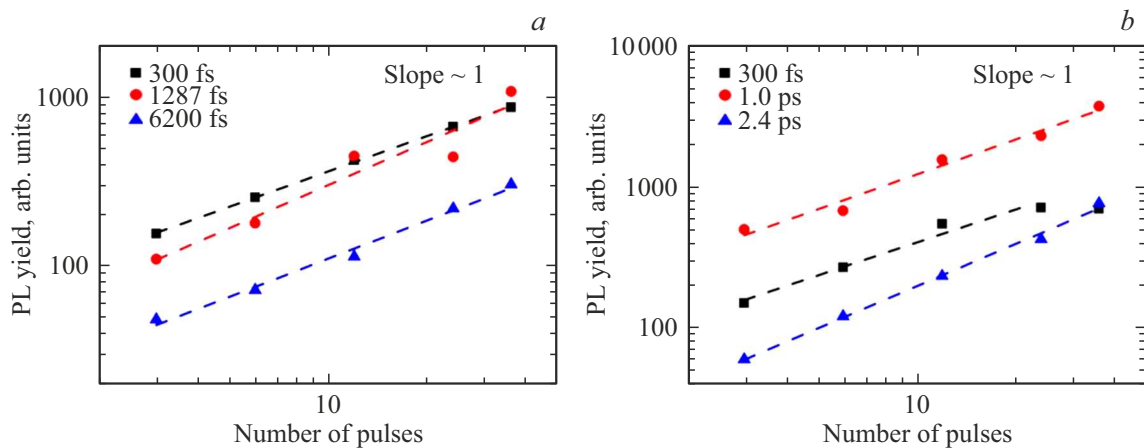 a
300 fs
1287 fs
6200 fs
Slope ~ 1
1000
100
PL yield, arb. units
10
Number of pulses
b
300 fs
1.0 ps
2.4 ps
Slope ~ 1
10 000
1000
100
PL yield, arb. units
10
Number of pulses